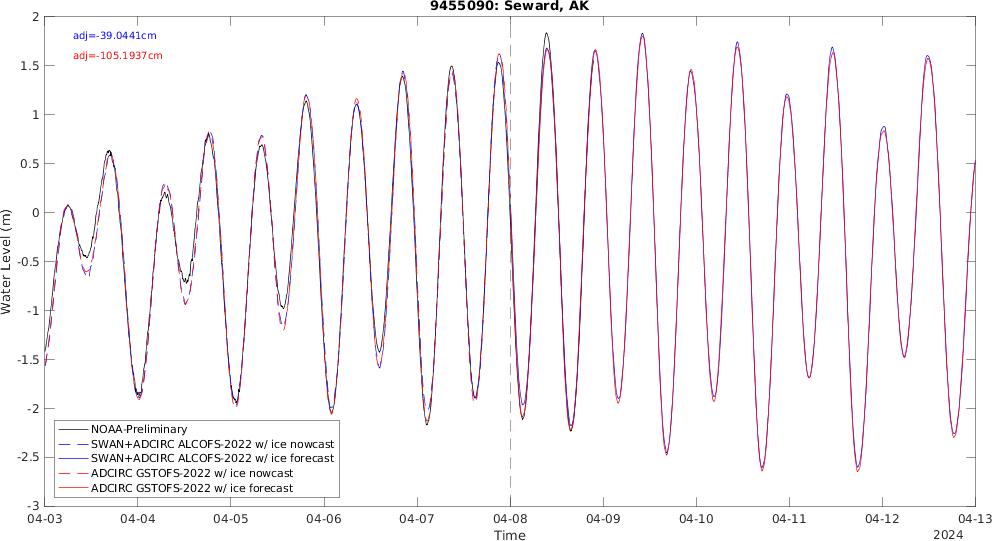 9455090: Seward, AK
adj=-39.0441cm
adj=-105.1937cm
Water Level (m)
2
1.5
1
0.5
0
-0.5
-1
-1.5
-2
-2.5
-3
NOAA-Preliminary
SWAN+ADCIRC ALCOFS-2022 w/ ice nowcast
SWAN+ADCIRC ALCOFS-2022 w/ ice forecast
ADCIRC GSTOFS-2022 w/ ice nowcast
ADCIRC GSTOFS-2022 w/ ice forecast
04-03 04-04 04-05 04-06 04-07 04-08 04-09 04-10 04-11 04-12 04-13
Time
2024